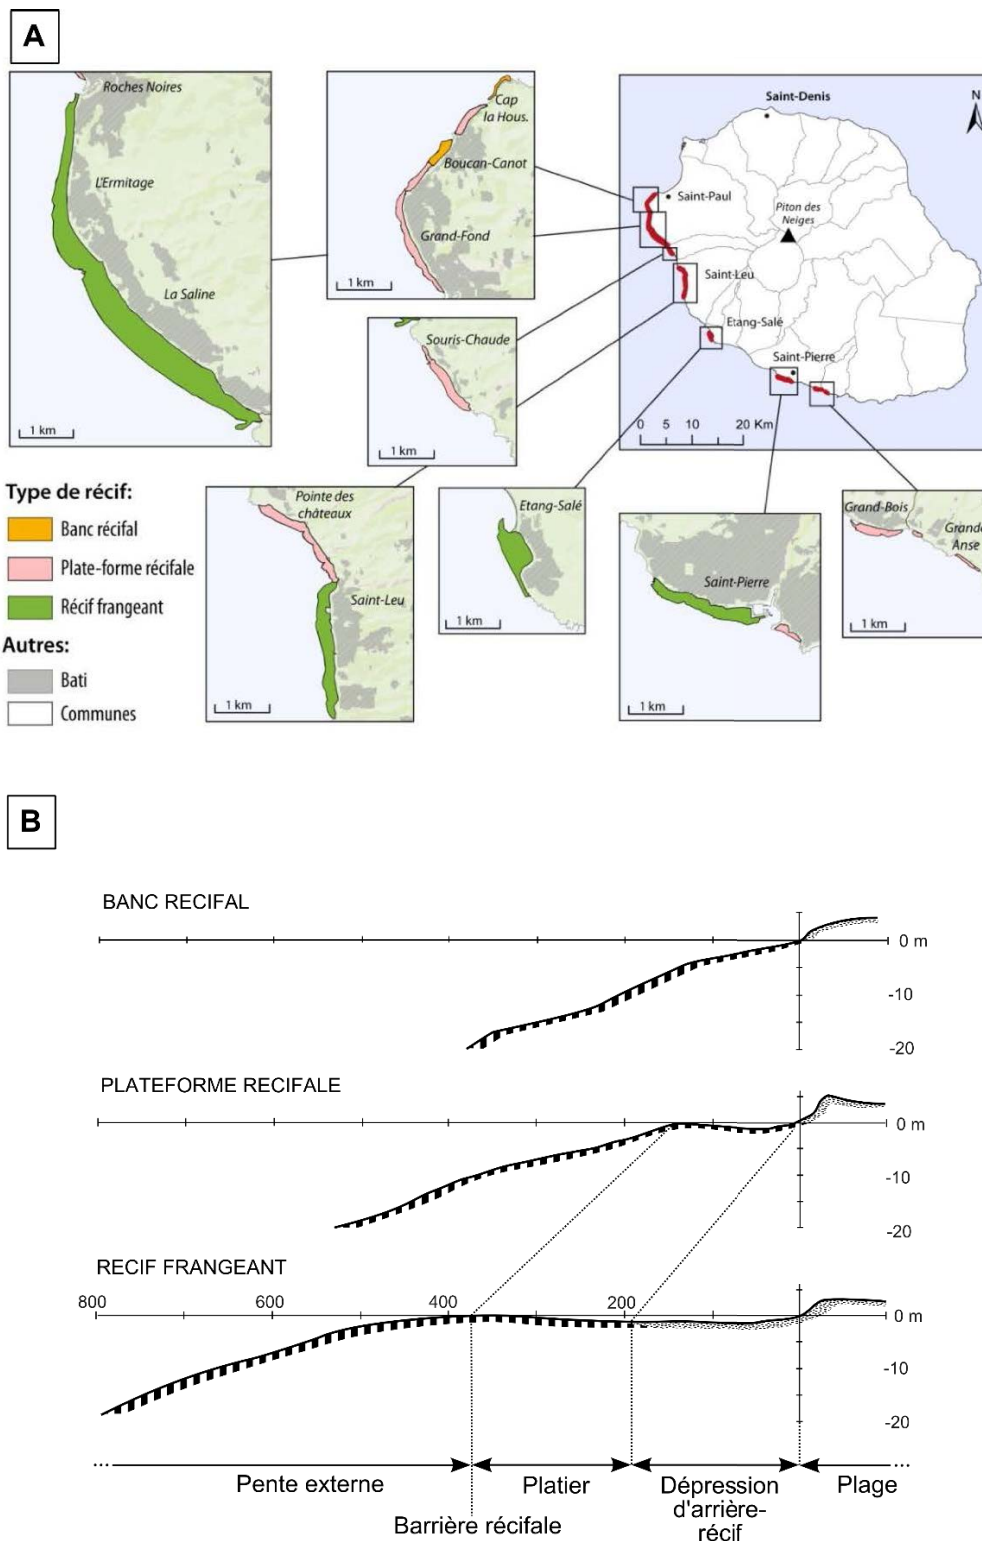 A
Roches Noires
L'Ermitage
La Saline
1 km
Cap
la Hous.
Boucan-Canot
Grand-Fond
1 km
Souris-Chaude
1 km
N
Saint-Denis
Saint-Paul
Piton des
Neiges
Saint-Leu
Etang-Salé
Saint-Pierre
0 5 10 20 Km
Type de récif:
Banc récifal
Plate-forme récifale
Récif frangeant
Autres:
Bati
Communes
Pointe des
châteaux
Saint-Leu
1 km
Etang-Salé
1 km
Saint-Pierre
1 km
Grand-Bois
Grande
Anse
1 km
B
BANC RECIFAL
0 m
-10
-20
PLATEFORME RECIFALE
0 m
-10
-20
RECIF FRANGEANT
800 600 400 200
0 m
-10
-20
Pente externe
Platier
Dépression
d'arrière-
récif
Plage
Barrière récifale